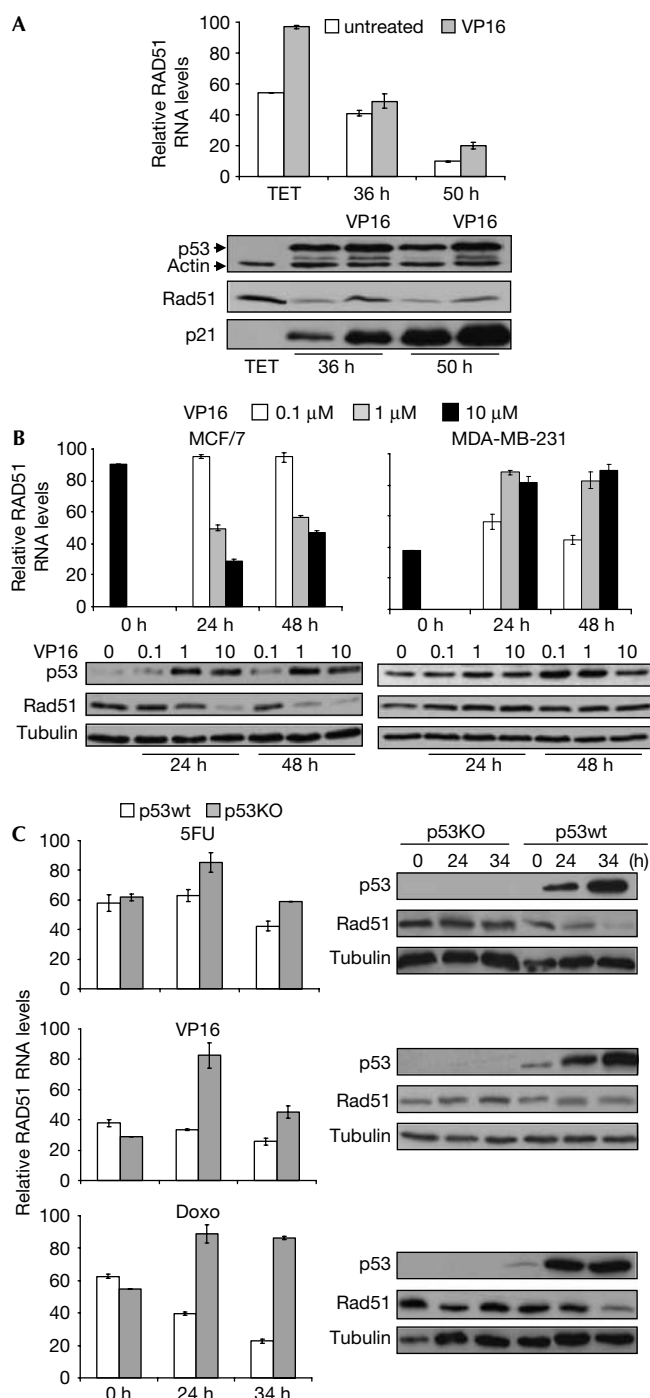 A
untreated VP16
Relative RAD51
RNA levels
100
80
60
40
20
0
TET 36 h 50 h
VP16 VP16
p53
Actin
Rad51
p21
TET 36 h 50 h
VP16 0.1 μM 1 μM 10 μM
B
MCF/7 MDA-MB-231
Relative RAD51
RNA levels
100
80
60
40
20
0
0 h 24 h 48 h 0 h 24 h 48 h
VP16 0 0.1 1 10 0.1 1 10 0 0.1 1 10 0.1 1 10
p53
Rad51
Tubulin
24 h 48 h 24 h 48 h
p53wt p53KO
C
5FU
Relative RAD51 RNA levels
100
80
60
40
20
0
p53KO p53wt
0 24 34 0 24 34 (h)
p53
Rad51
Tubulin
VP16
100
80
60
40
20
0
p53
Rad51
Tubulin
Doxo
100
80
60
40
20
0
0 h 24 h 34 h
p53
Rad51
Tubulin